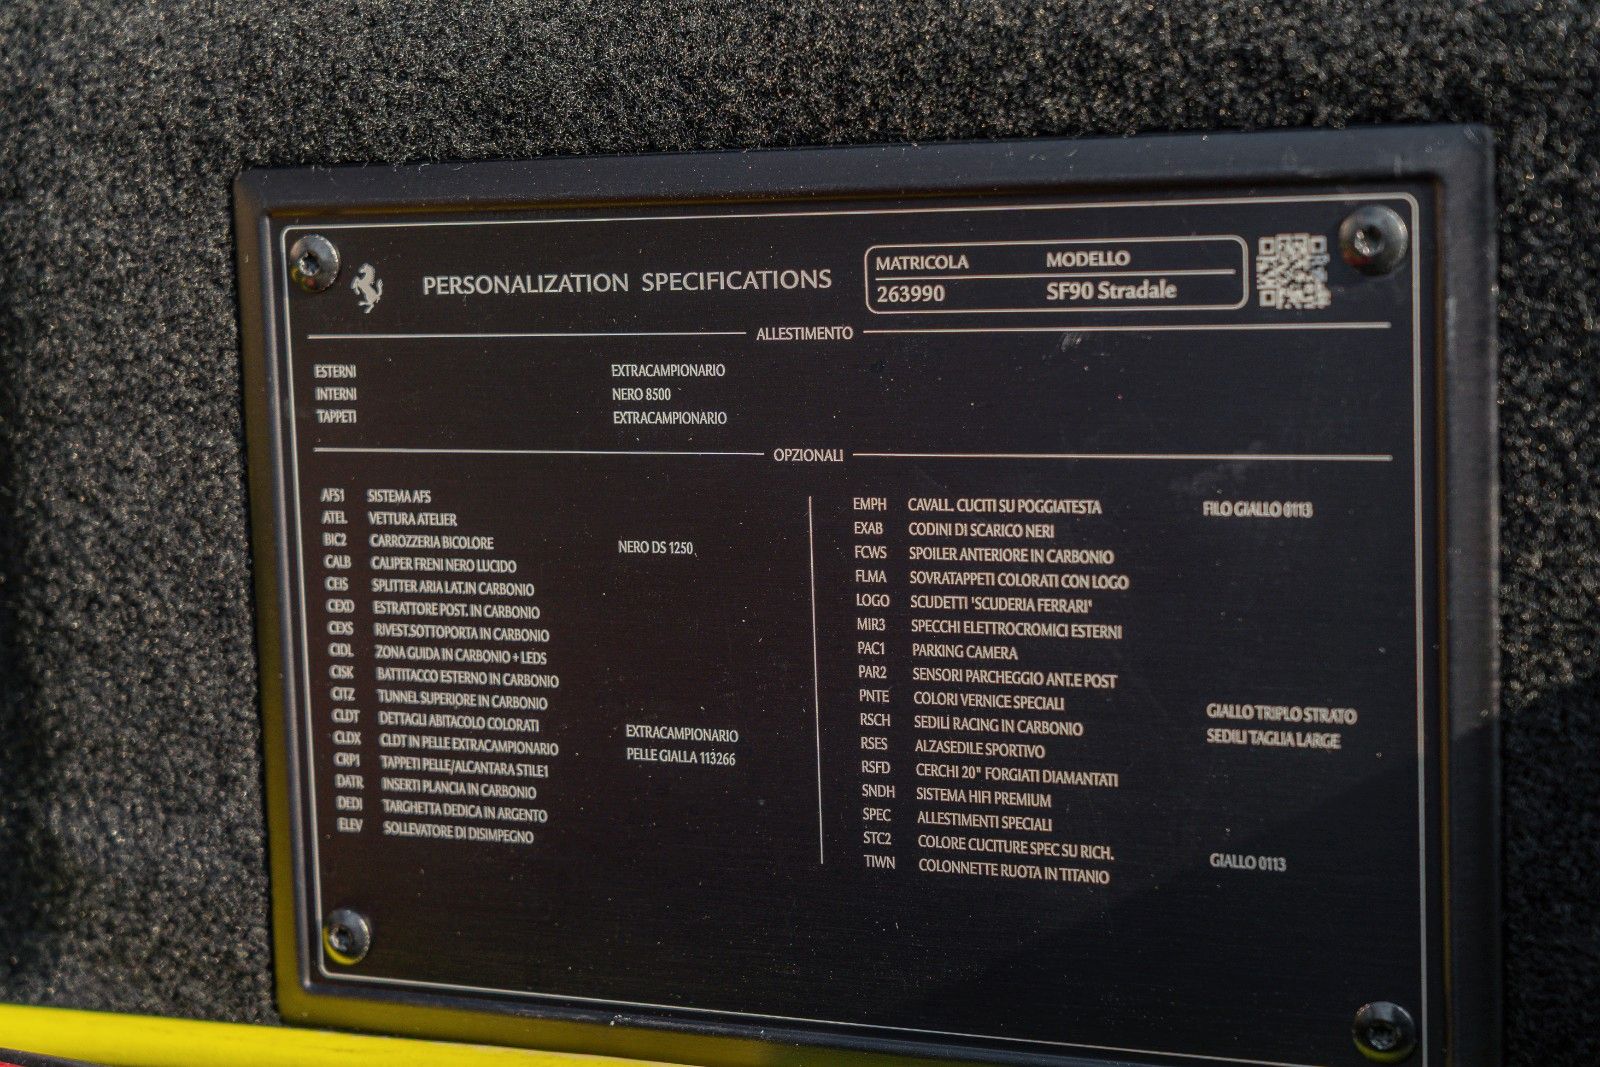 PERSONALIZATION SPECIFICATIONS
MATRICOLA MODELLO
263990 SF90 Stradale
ALLESTIMENTO
ESTERNI EXTRACAMPIONARIO
INTERNI NERO 8500
TAPPETI EXTRACAMPIONARIO
OPZIONALI
AFS1 SISTEMA AFS
ATEL VETTURA ATELIER
BIC2 CARROZZERIA BICOLORE NERO DS 1250
CALB CALIPER FRENI NERO LUCIDO
CEIS SPLITTER ARIA LAT.IN CARBONIO
CEXD ESTRATTORE POST. IN CARBONIO
CEXS RIVEST.SOTTOPORTA IN CARBONIO
CIDL ZONA GUIDA IN CARBONIO + LEDS
CISK BATTITACCO ESTERNO IN CARBONIO
CITZ TUNNEL SUPERIORE IN CARBONIO
CLDT DETTAGLI ABITACOLO COLORATI EXTRACAMPIONARIO
CLDX CLDT IN PELLE EXTRACAMPIONARIO PELLE GIALLA 113266
CRP1 TAPPETI PELLE/ALCANTARA STILE1
DATR INSERTI PLANCIA IN CARBONIO
DEDI TARGHETTA DEDICA IN ARGENTO
ELEV SOLLEVATORE DI DISIMPEGNO
EMPH CAVALL. CUCITI SU POGGIATESTA FILO GIALLO 0113
EXAB CODINI DI SCARICO NERI
FCWS SPOILER ANTERIORE IN CARBONIO
FLMA SOVRATAPPETI COLORATI CON LOGO
LOGO SCUDETTI 'SCUDERIA FERRARI'
MIR3 SPECCHI ELETTROCROMICI ESTERNI
PAC1 PARKING CAMERA
PAR2 SENSORI PARCHEGGIO ANT.E POST
PNTE COLORI VERNICE SPECIALI GIALLO TRIPLO STRATO
RSCH SEDILI RACING IN CARBONIO SEDILI TAGLIA LARGE
RSES ALZASEDILE SPORTIVO
RSFD CERCHI 20" FORGIATI DIAMANTATI
SNDH SISTEMA HIFI PREMIUM
SPEC ALLESTIMENTI SPECIALI
STC2 COLORE CUCITURE SPEC SU RICH. GIALLO 0113
TIWN COLONNETTE RUOTA IN TITANIO